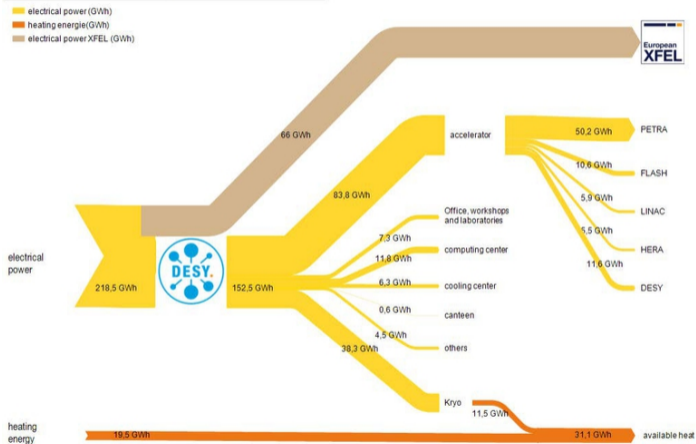 electrical power (GWh)
heating energie(GWh)
electrical power XFEL (GWh)
European
XFEL
66 GWh
accelerator
50,2 GWh
PETRA
10,6 GWh
FLASH
83,8 GWh
5,9 GWh
LINAC
Office, workshops
and laboratories
7,3 GWh
5,5 GWh
HERA
computing center
11,8 GWh
11,6 GWh
electrical
power
DESY.
218,5 GWh
152,5 GWh
6,3 GWh
cooling center
DESY
0,6 GWh
canteen
4,5 GWh
others
38,3 GWh
Kryo
11,5 GWh
heating
energy
19,5 GWh
31,1 GWh
available heat